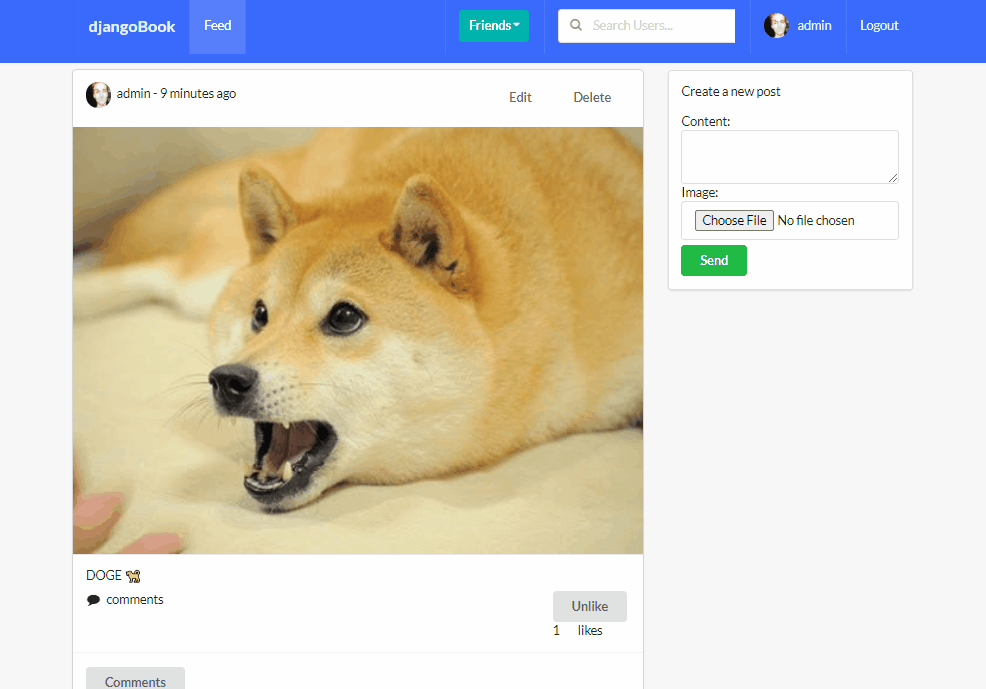 djangoBook Feed Friends Search Users... admin Logout
admin - 9 minutes ago Edit Delete
DOGE 🐕
comments
Unlike
1 likes
Comments
Create a new post
Content:
Image:
Choose File No file chosen
Send